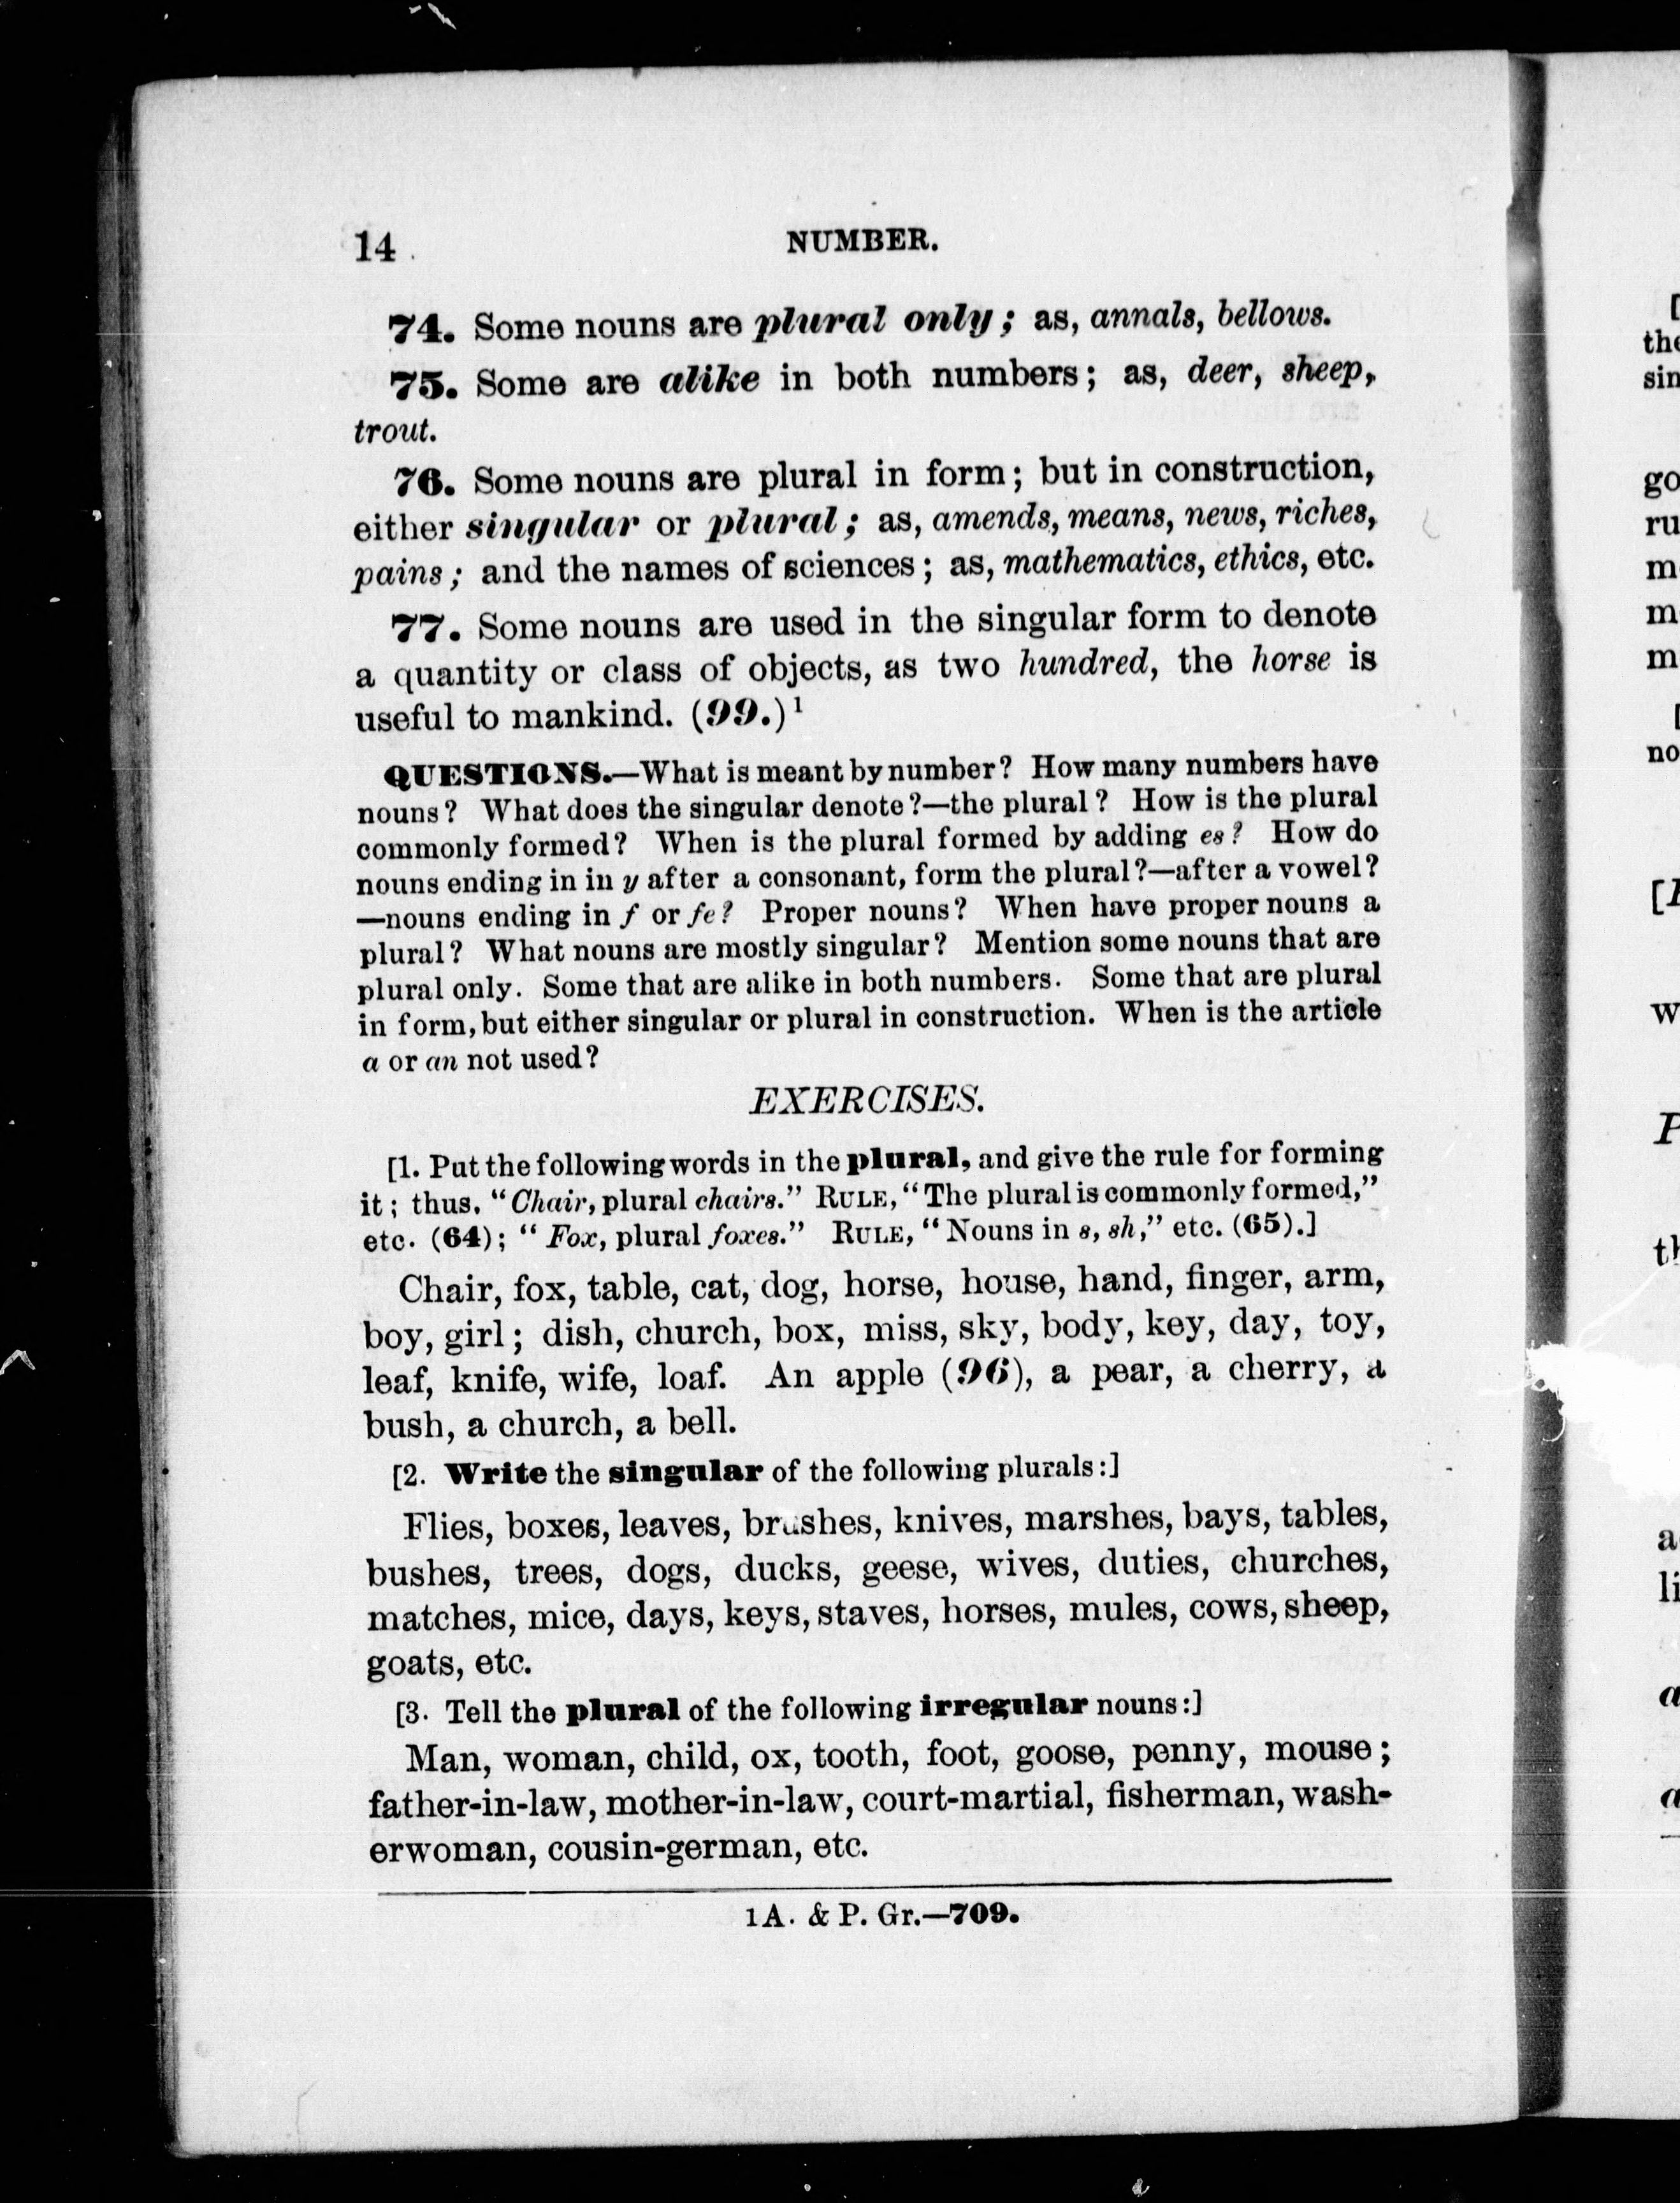 14 NUMBER.
74. Some nouns are plural only; as, annals, bellows.
75. Some are alike in both numbers; as, deer, sheep,
trout.
76. Some nouns are plural in form; but in construction,
either singular or plural; as, amends, means, news, riches,
pains; and the names of sciences; as, mathematics, ethics, etc.
77. Some nouns are used in the singular form to denote
a quantity or class of objects, as two hundred, the horse is
useful to mankind. (99.)¹
QUESTIONS.—What is meant by number? How many numbers have
nouns? What does the singular denote?—the plural? How is the plural
commonly formed? When is the plural formed by adding es? How do
nouns ending in in y after a consonant, form the plural?—after a vowel?
—nouns ending in f or fe? Proper nouns? When have proper nouns a
plural? What nouns are mostly singular? Mention some nouns that are
plural only. Some that are alike in both numbers. Some that are plural
in form, but either singular or plural in construction. When is the article
a or an not used?
EXERCISES.
[1. Put the following words in the plural, and give the rule for forming
it; thus. "Chair, plural chairs." RULE, "The plural is commonly formed,"
etc. (64); "Fox, plural foxes." RULE, "Nouns in s, sh," etc. (65).]
Chair, fox, table, cat, dog, horse, house, hand, finger, arm,
boy, girl; dish, church, box, miss, sky, body, key, day, toy,
leaf, knife, wife, loaf. An apple (96), a pear, a cherry, a
bush, a church, a bell.
[2. Write the singular of the following plurals:]
Flies, boxes, leaves, brushes, knives, marshes, bays, tables,
bushes, trees, dogs, ducks, geese, wives, duties, churches,
matches, mice, days, keys, staves, horses, mules, cows, sheep,
goats, etc.
[3. Tell the plural of the following irregular nouns:]
Man, woman, child, ox, tooth, foot, goose, penny, mouse;
father-in-law, mother-in-law, court-martial, fisherman, wash-
erwoman, cousin-german, etc.
1 A. & P. Gr.—709.